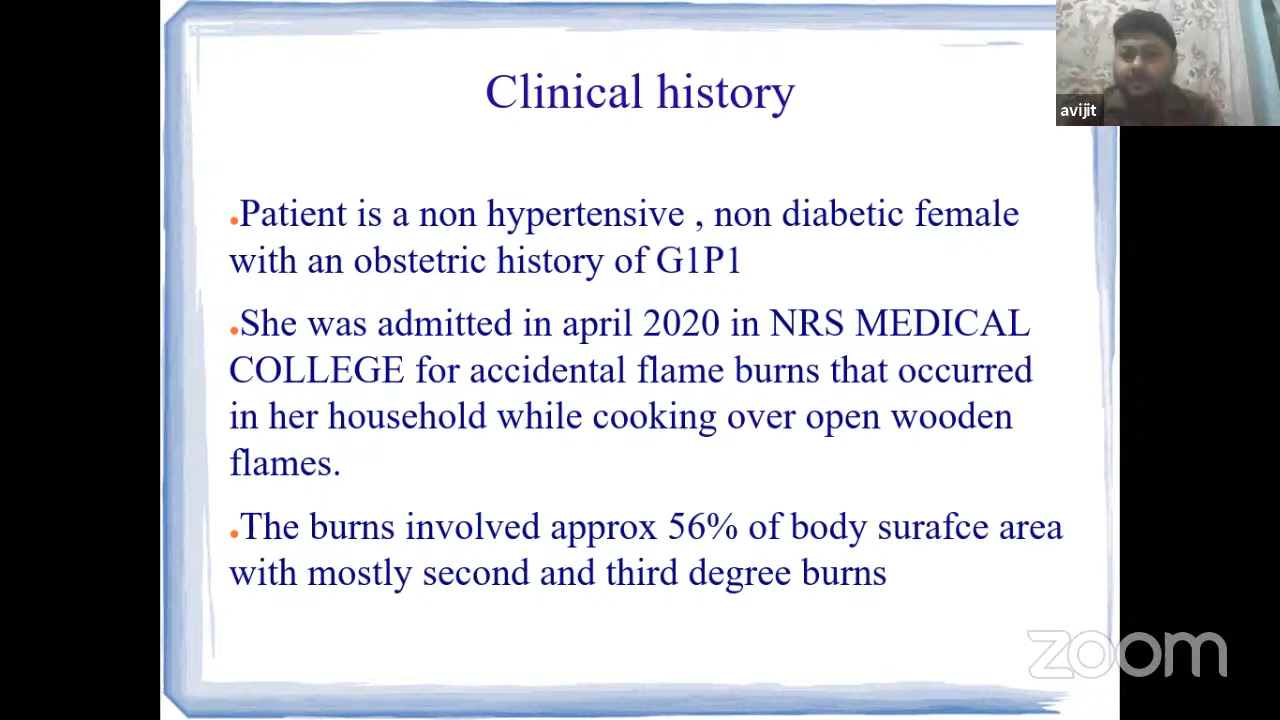 Clinical history
avijit
.Patient is a non hypertensive , non diabetic female
with an obstetric history of G1P1
.She was admitted in april 2020 in NRS MEDICAL
COLLEGE for accidental flame burns that occurred
in her household while cooking over open wooden
flames.
.The burns involved approx 56% of body surafce area
with mostly second and third degree burns
zoom